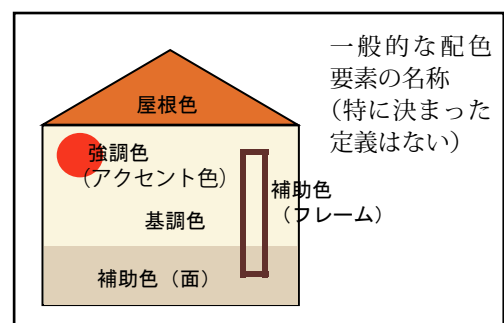 一般的な配色
要素の名称
（特に決まった
定義はない）
屋根色
強調色
（アクセント色）
補助色
（フレーム）
基調色
補助色（面）